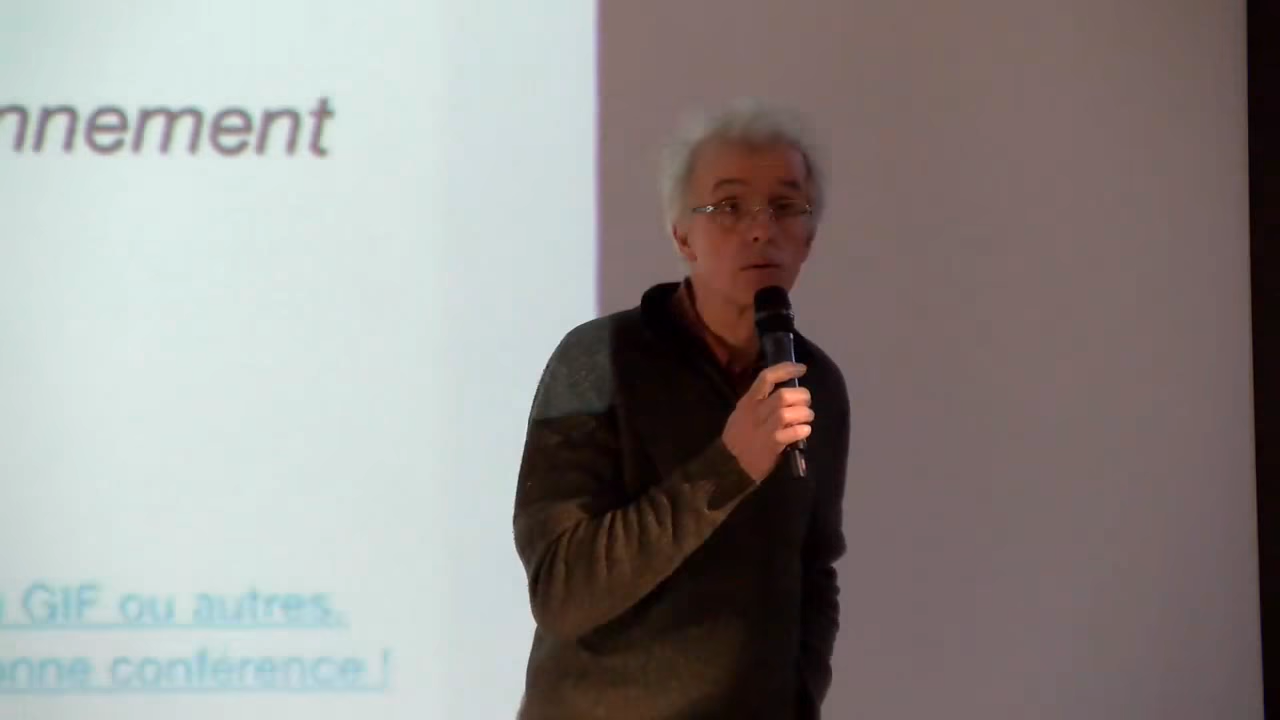 nnement
GIF ou autres.
onne conférence !